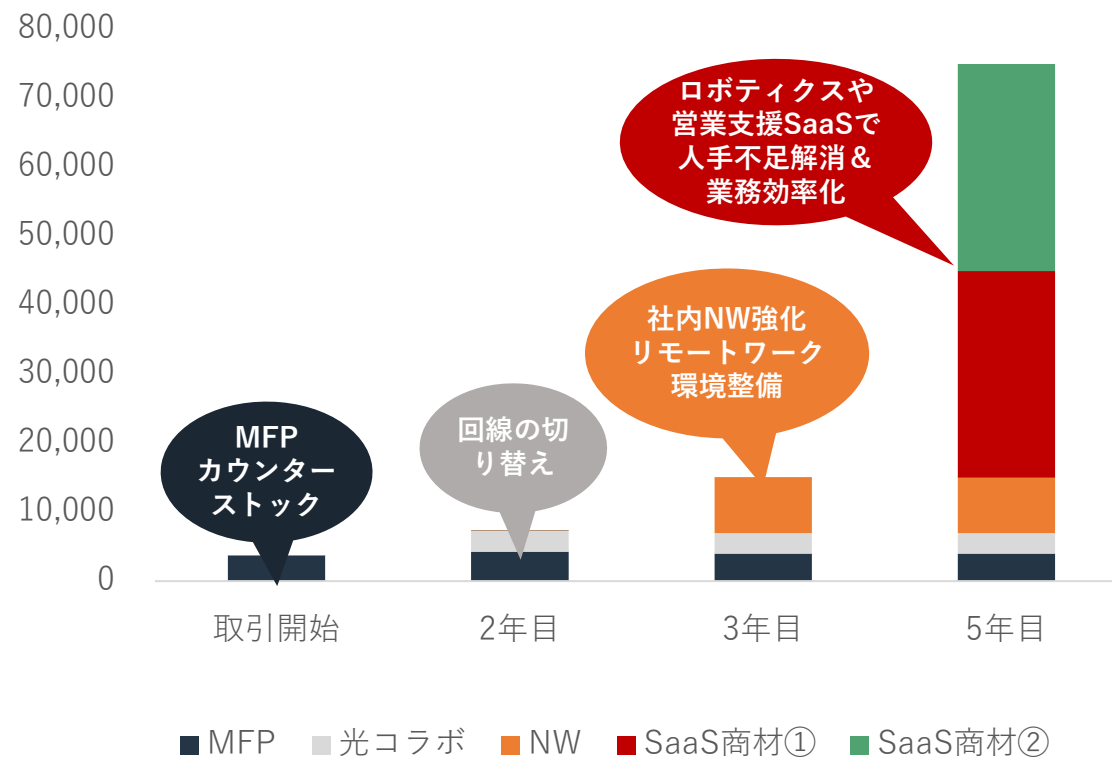 80,000
70,000
60,000
50,000
40,000
30,000
20,000
10,000
0
MFP
カウンター
ストック
回線の切
り替え
社内NW強化
リモートワーク
環境整備
ロボティクスや
営業支援SaaSで
人手不足解消＆
業務効率化
取引開始
2年目
3年目
5年目
MFP
光コラボ
NW
SaaS商材①
SaaS商材②